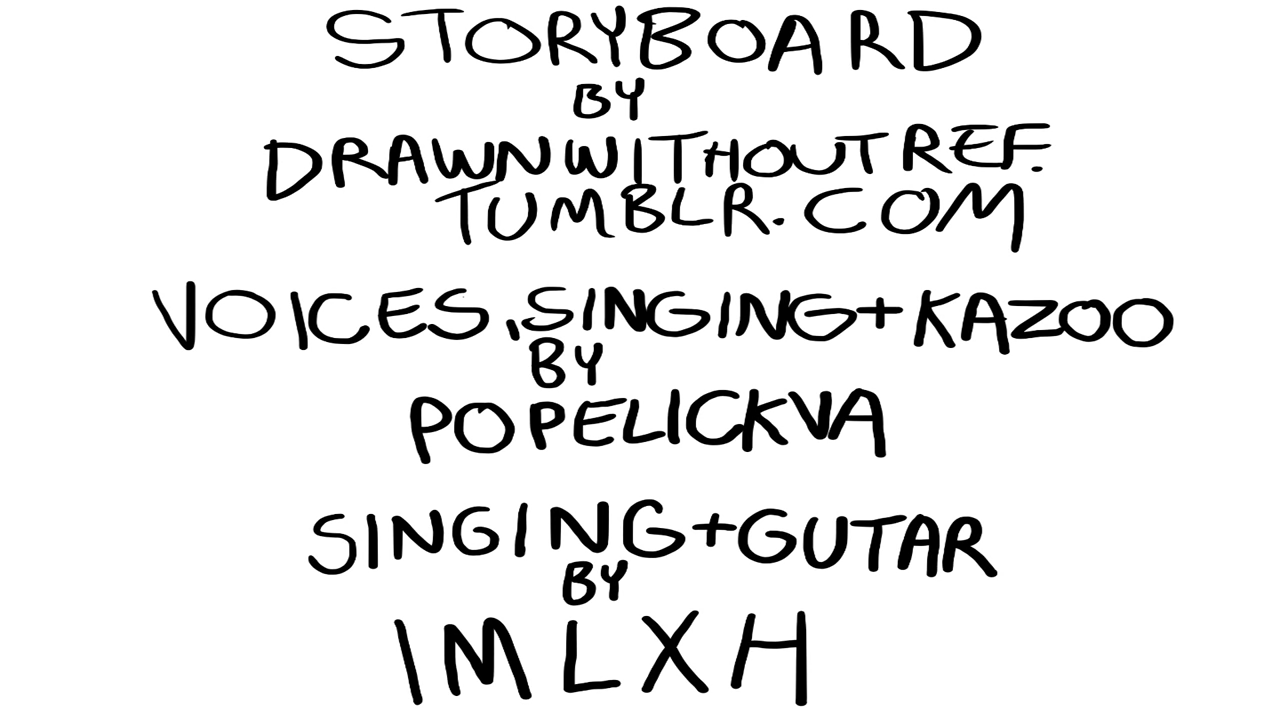 STORYBOARD
BY
DRAWNWITHOUTREF.
TUMBLR.COM
VOICES, SINGING+KAZOO
BY
POPELICKVA
SINGING+GUTAR
BY
IMLXH